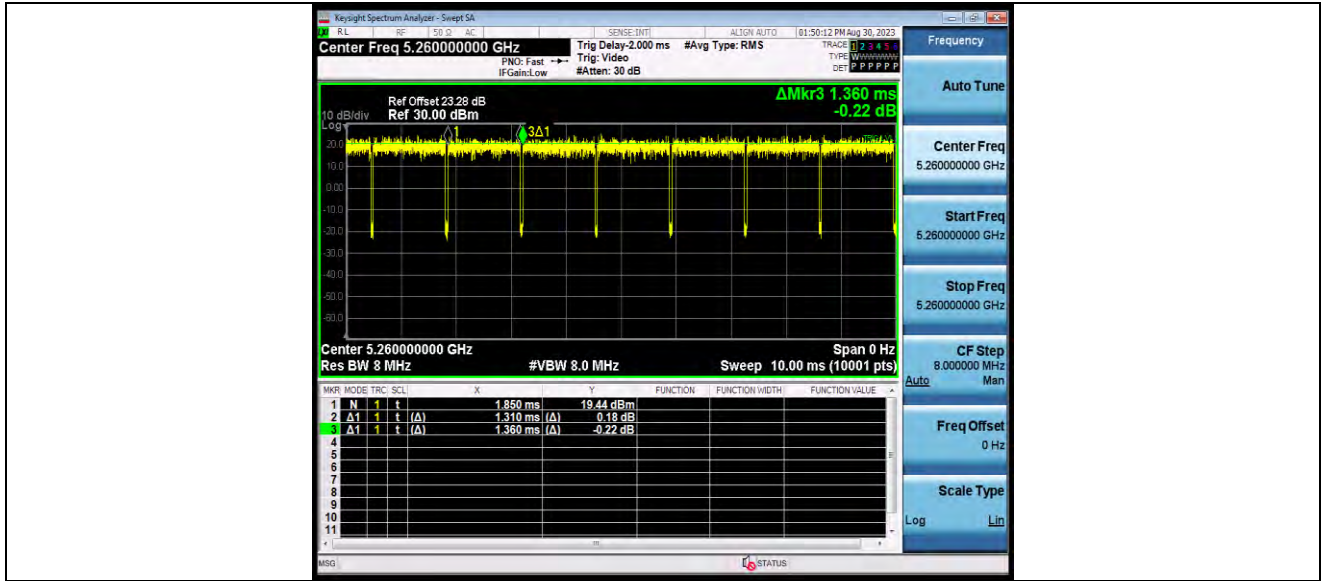 Keysight Spectrum Analyzer - Swept SA
RL RF 50 Ω AC SENSE:INT ALIGN AUTO 01:50:12 PM Aug 30, 2023
Center Freq 5.260000000 GHz
PNO: Fast
IFGain:Low
Trig Delay-2.000 ms
Trig: Video
#Atten: 30 dB
#Avg Type: RMS
TRACE 1 2 3 4 5 6
TYPE WWWWWW
DET P P P P P P
ΔMkr3 1.360 ms
-0.22 dB
Ref Offset 23.28 dB
10 dB/div Ref 30.00 dBm
Log
1
3Δ1
20.0
10.0
0.00
-10.0
-20.0
-30.0
-40.0
-50.0
-60.0
Center 5.260000000 GHz Span 0 Hz
Res BW 8 MHz #VBW 8.0 MHz Sweep 10.00 ms (10001 pts)
MKR MODE TRC SCL X Y FUNCTION FUNCTION WIDTH FUNCTION VALUE
1 N 1 t 1.850 ms 19.44 dBm
2 Δ1 1 t (Δ) 1.310 ms (Δ) 0.18 dB
3 Δ1 1 t (Δ) 1.360 ms (Δ) -0.22 dB
4
5
6
7
8
9
10
11
MSG STATUS
Frequency
Auto Tune
Center Freq
5.260000000 GHz
Start Freq
5.260000000 GHz
Stop Freq
5.260000000 GHz
CF Step
8.000000 MHz
Auto Man
Freq Offset
0 Hz
Scale Type
Log Lin